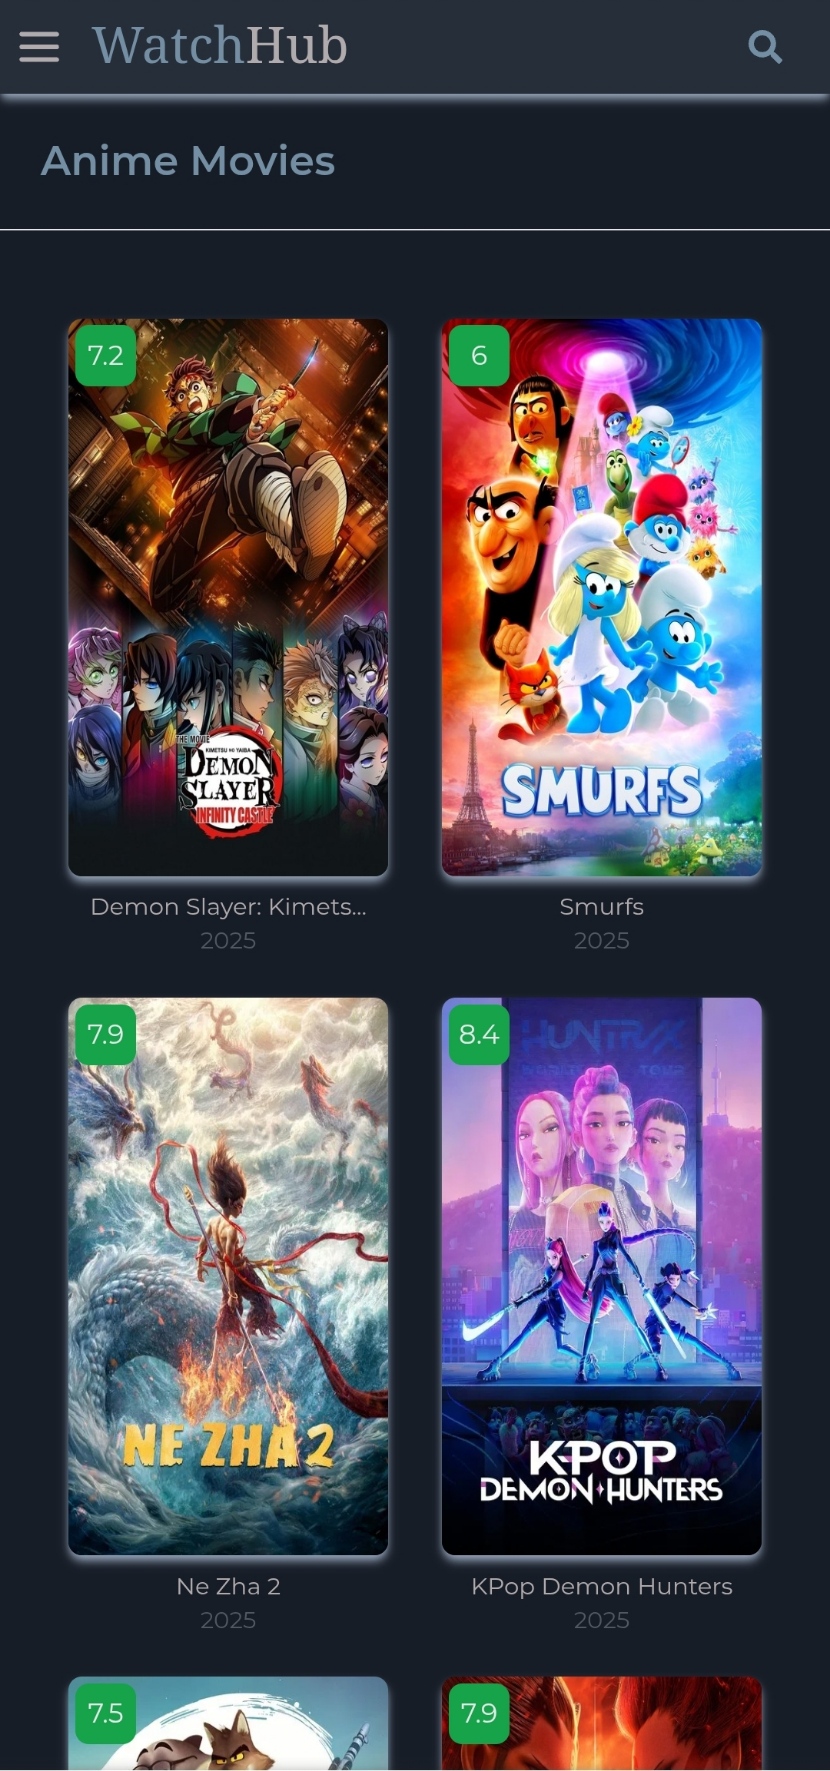 WatchHub
Anime Movies
7.2
6
THE MOVIE
KIMETSU NO YAIBA
DEMON
SLAYER
INFINITY CASTLE
SMURFS
Demon Slayer: Kimets...
2025
Smurfs
2025
7.9
8.4
HUNTR/X
WORLD TOUR
NE ZHA 2
KPOP
DEMON HUNTERS
Ne Zha 2
2025
KPop Demon Hunters
2025
7.5
7.9